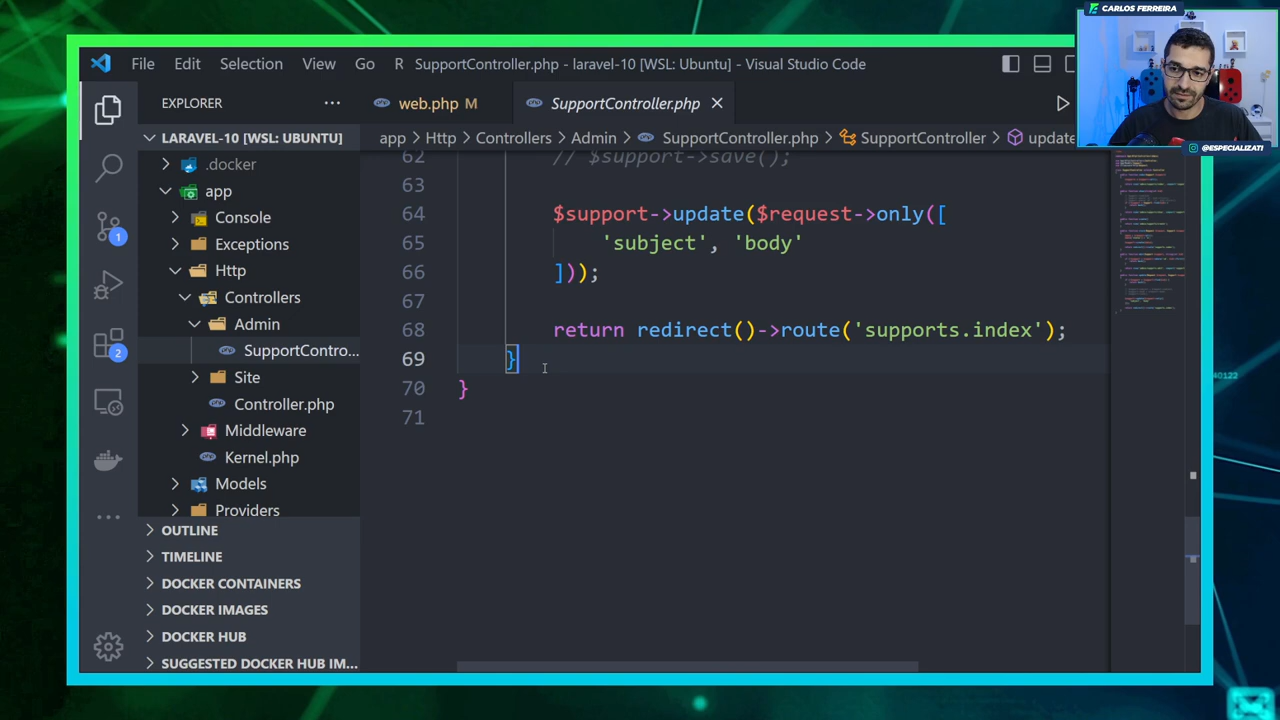 CARLOS FERREIRA
@ESPECIALIZATI
File Edit Selection View Go R SupportController.php - laravel-10 [WSL: Ubuntu] - Visual Studio Code
EXPLORER ...
web.php M
SupportController.php
LARAVEL-10 [WSL: UBUNTU]
app Http Controllers Admin SupportController.php SupportController update
.docker
app
Console
Exceptions
Http
Controllers
Admin
SupportContro...
Site
Controller.php
Middleware
Kernel.php
Models
Providers
OUTLINE
TIMELINE
DOCKER CONTAINERS
DOCKER IMAGES
DOCKER HUB
SUGGESTED DOCKER HUB IM...
1
2
62 // $support->save();
63
64 $support->update($request->only([
65 'subject', 'body'
66 ]));
67
68 return redirect()->route('supports.index');
69 }
70 }
71
40122